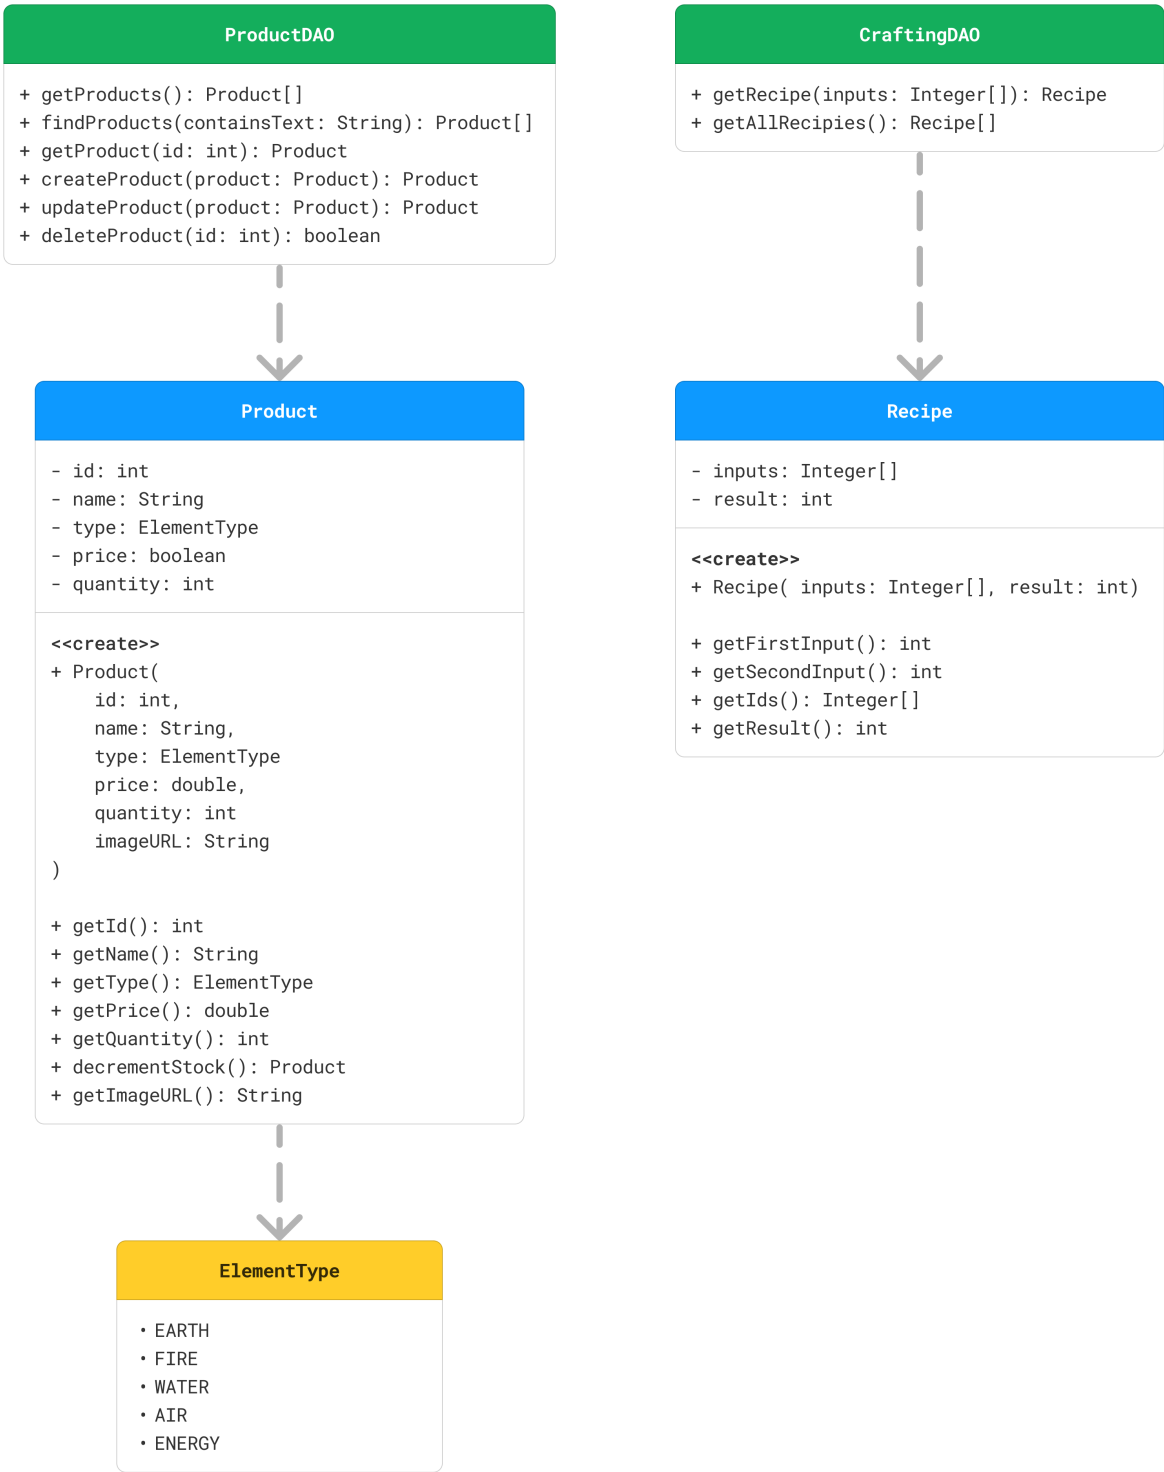 ProductDAO
+ getProducts(): Product[]
+ findProducts(containsText: String): Product[]
+ getProduct(id: int): Product
+ createProduct(product: Product): Product
+ updateProduct(product: Product): Product
+ deleteProduct(id: int): boolean
CraftingDAO
+ getRecipe(inputs: Integer[]): Recipe
+ getAllRecipies(): Recipe[]
Product
- id: int
- name: String
- type: ElementType
- price: boolean
- quantity: int
<<create>>
+ Product(
id: int,
name: String,
type: ElementType
price: double,
quantity: int
imageURL: String
)
+ getId(): int
+ getName(): String
+ getType(): ElementType
+ getPrice(): double
+ getQuantity(): int
+ decrementStock(): Product
+ getImageURL(): String
Recipe
- inputs: Integer[]
- result: int
<<create>>
+ Recipe( inputs: Integer[], result: int)
+ getFirstInput(): int
+ getSecondInput(): int
+ getIds(): Integer[]
+ getResult(): int
ElementType
• EARTH
• FIRE
• WATER
• AIR
• ENERGY